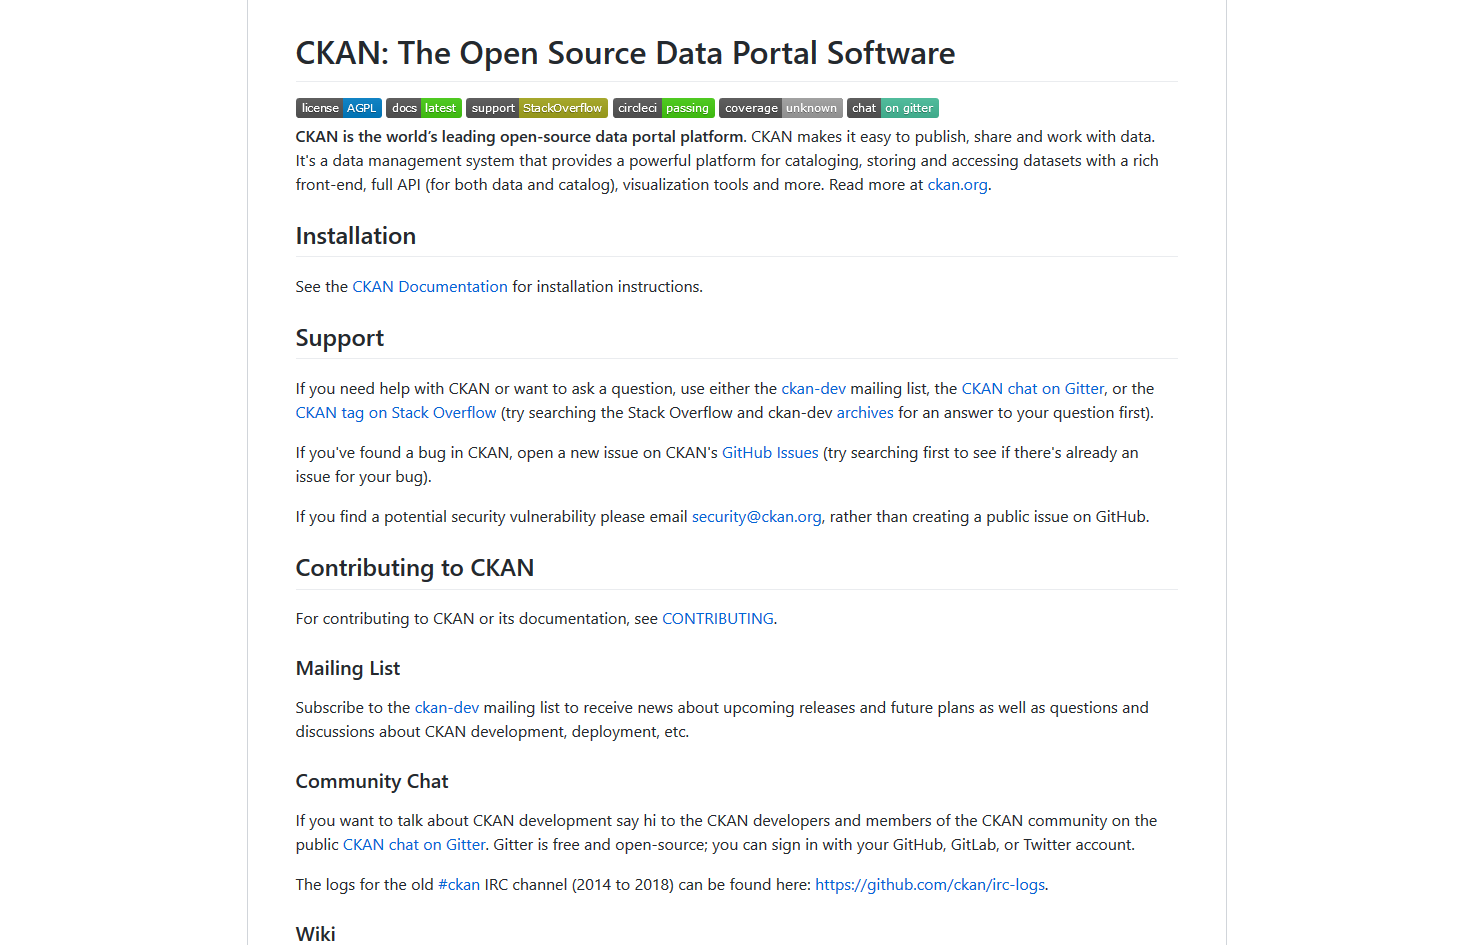 CKAN: The Open Source Data Portal Software
license AGPL docs latest support StackOverflow circleci passing coverage unknown chat on gitter
CKAN is the world’s leading open-source data portal platform. CKAN makes it easy to publish, share and work with data.
It's a data management system that provides a powerful platform for cataloging, storing and accessing datasets with a rich
front-end, full API (for both data and catalog), visualization tools and more. Read more at ckan.org.
Installation
See the CKAN Documentation for installation instructions.
Support
If you need help with CKAN or want to ask a question, use either the ckan-dev mailing list, the CKAN chat on Gitter, or the
CKAN tag on Stack Overflow (try searching the Stack Overflow and ckan-dev archives for an answer to your question first).
If you've found a bug in CKAN, open a new issue on CKAN's GitHub Issues (try searching first to see if there's already an
issue for your bug).
If you find a potential security vulnerability please email security@ckan.org, rather than creating a public issue on GitHub.
Contributing to CKAN
For contributing to CKAN or its documentation, see CONTRIBUTING.
Mailing List
Subscribe to the ckan-dev mailing list to receive news about upcoming releases and future plans as well as questions and
discussions about CKAN development, deployment, etc.
Community Chat
If you want to talk about CKAN development say hi to the CKAN developers and members of the CKAN community on the
public CKAN chat on Gitter. Gitter is free and open-source; you can sign in with your GitHub, GitLab, or Twitter account.
The logs for the old #ckan IRC channel (2014 to 2018) can be found here: https://github.com/ckan/irc-logs.
Wiki